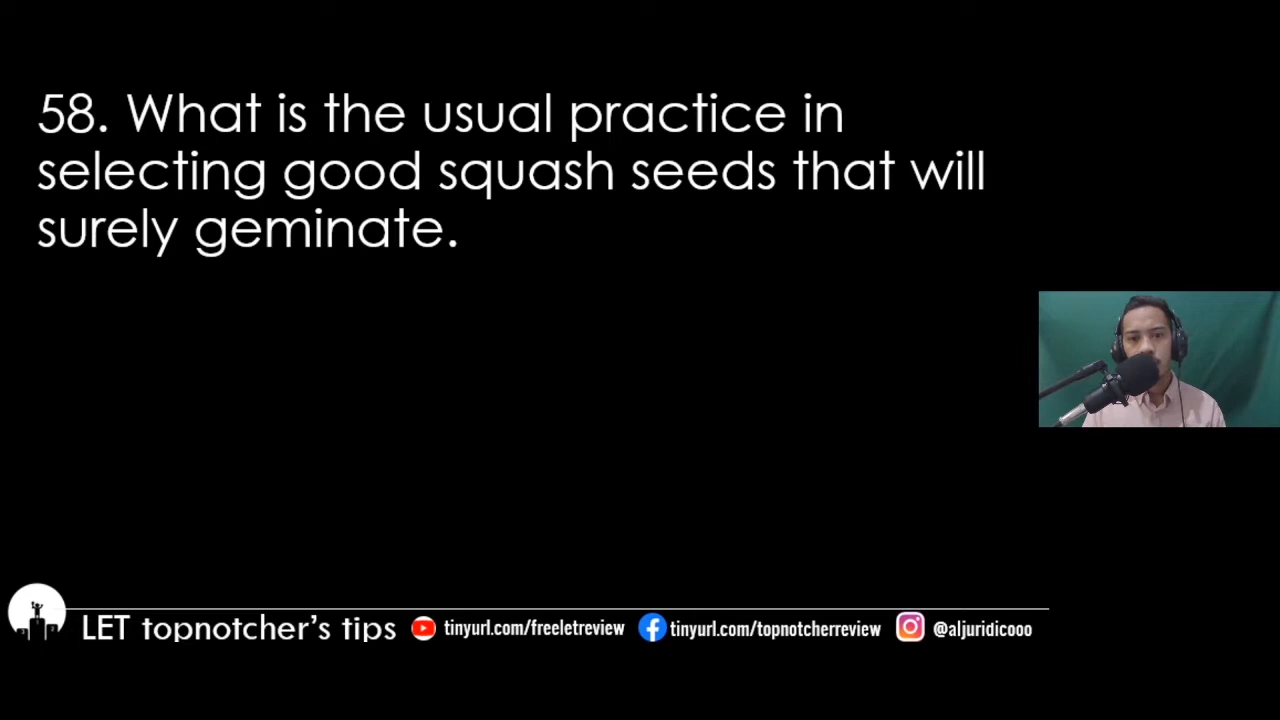 58. What is the usual practice in
selecting good squash seeds that will
surely geminate.
LET topnotcher's tips tinyurl.com/freeletreview tinyurl.com/topnotcherreview @aljuridicooo